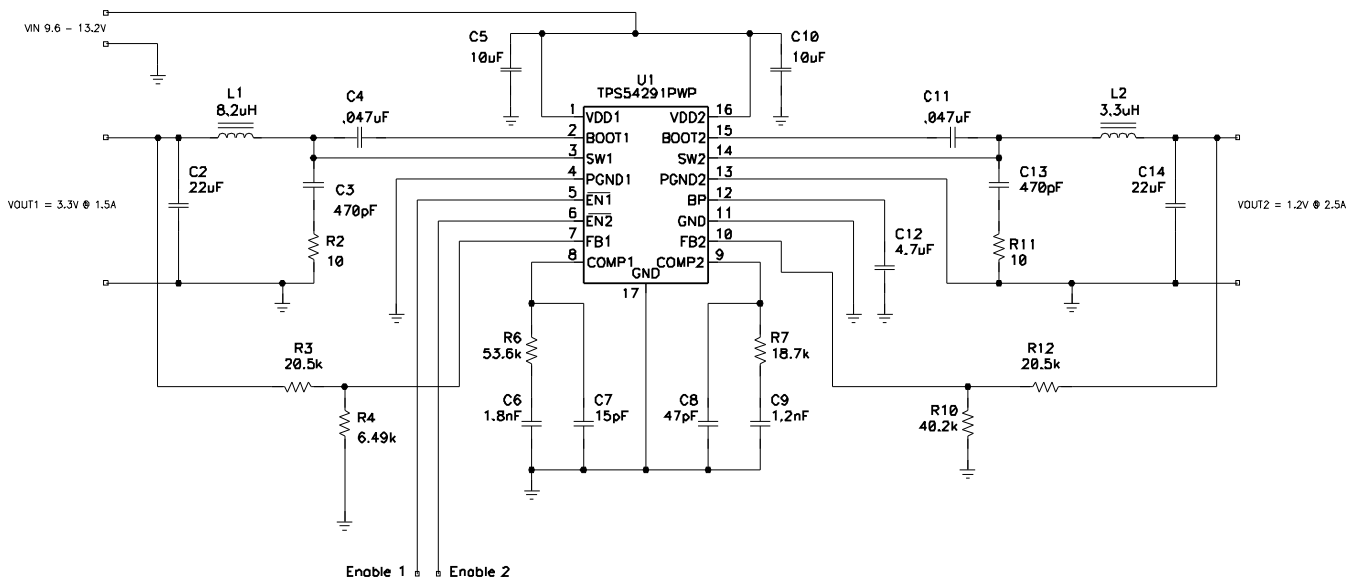 VIN 9.6 - 13.2V
C5
10uF
C10
10uF
U1
TPS54291PWP
L1
8.2uH
C4
.047uF
C11
.047uF
L2
3.3uH
1 VDD1 VDD2 16
2 BOOT1 BOOT2 15
3 SW1 SW2 14
4 PGND1 PGND2 13
5 EN1 BP 12
6 EN2 GND 11
7 FB1 FB2 10
8 COMP1 COMP2 9
GND
17
C2
22uF
C3
470pF
R2
10
C13
470pF
C14
22uF
VOUT1 = 3.3V @ 1.5A
VOUT2 = 1.2V @ 2.5A
C12
4.7uF
R11
10
R6
53.6k
R7
18.7k
R3
20.5k
R12
20.5k
C6
1.8nF
C7
15pF
C8
47pF
C9
1.2nF
R4
6.49k
R10
40.2k
Enable 1
Enable 2